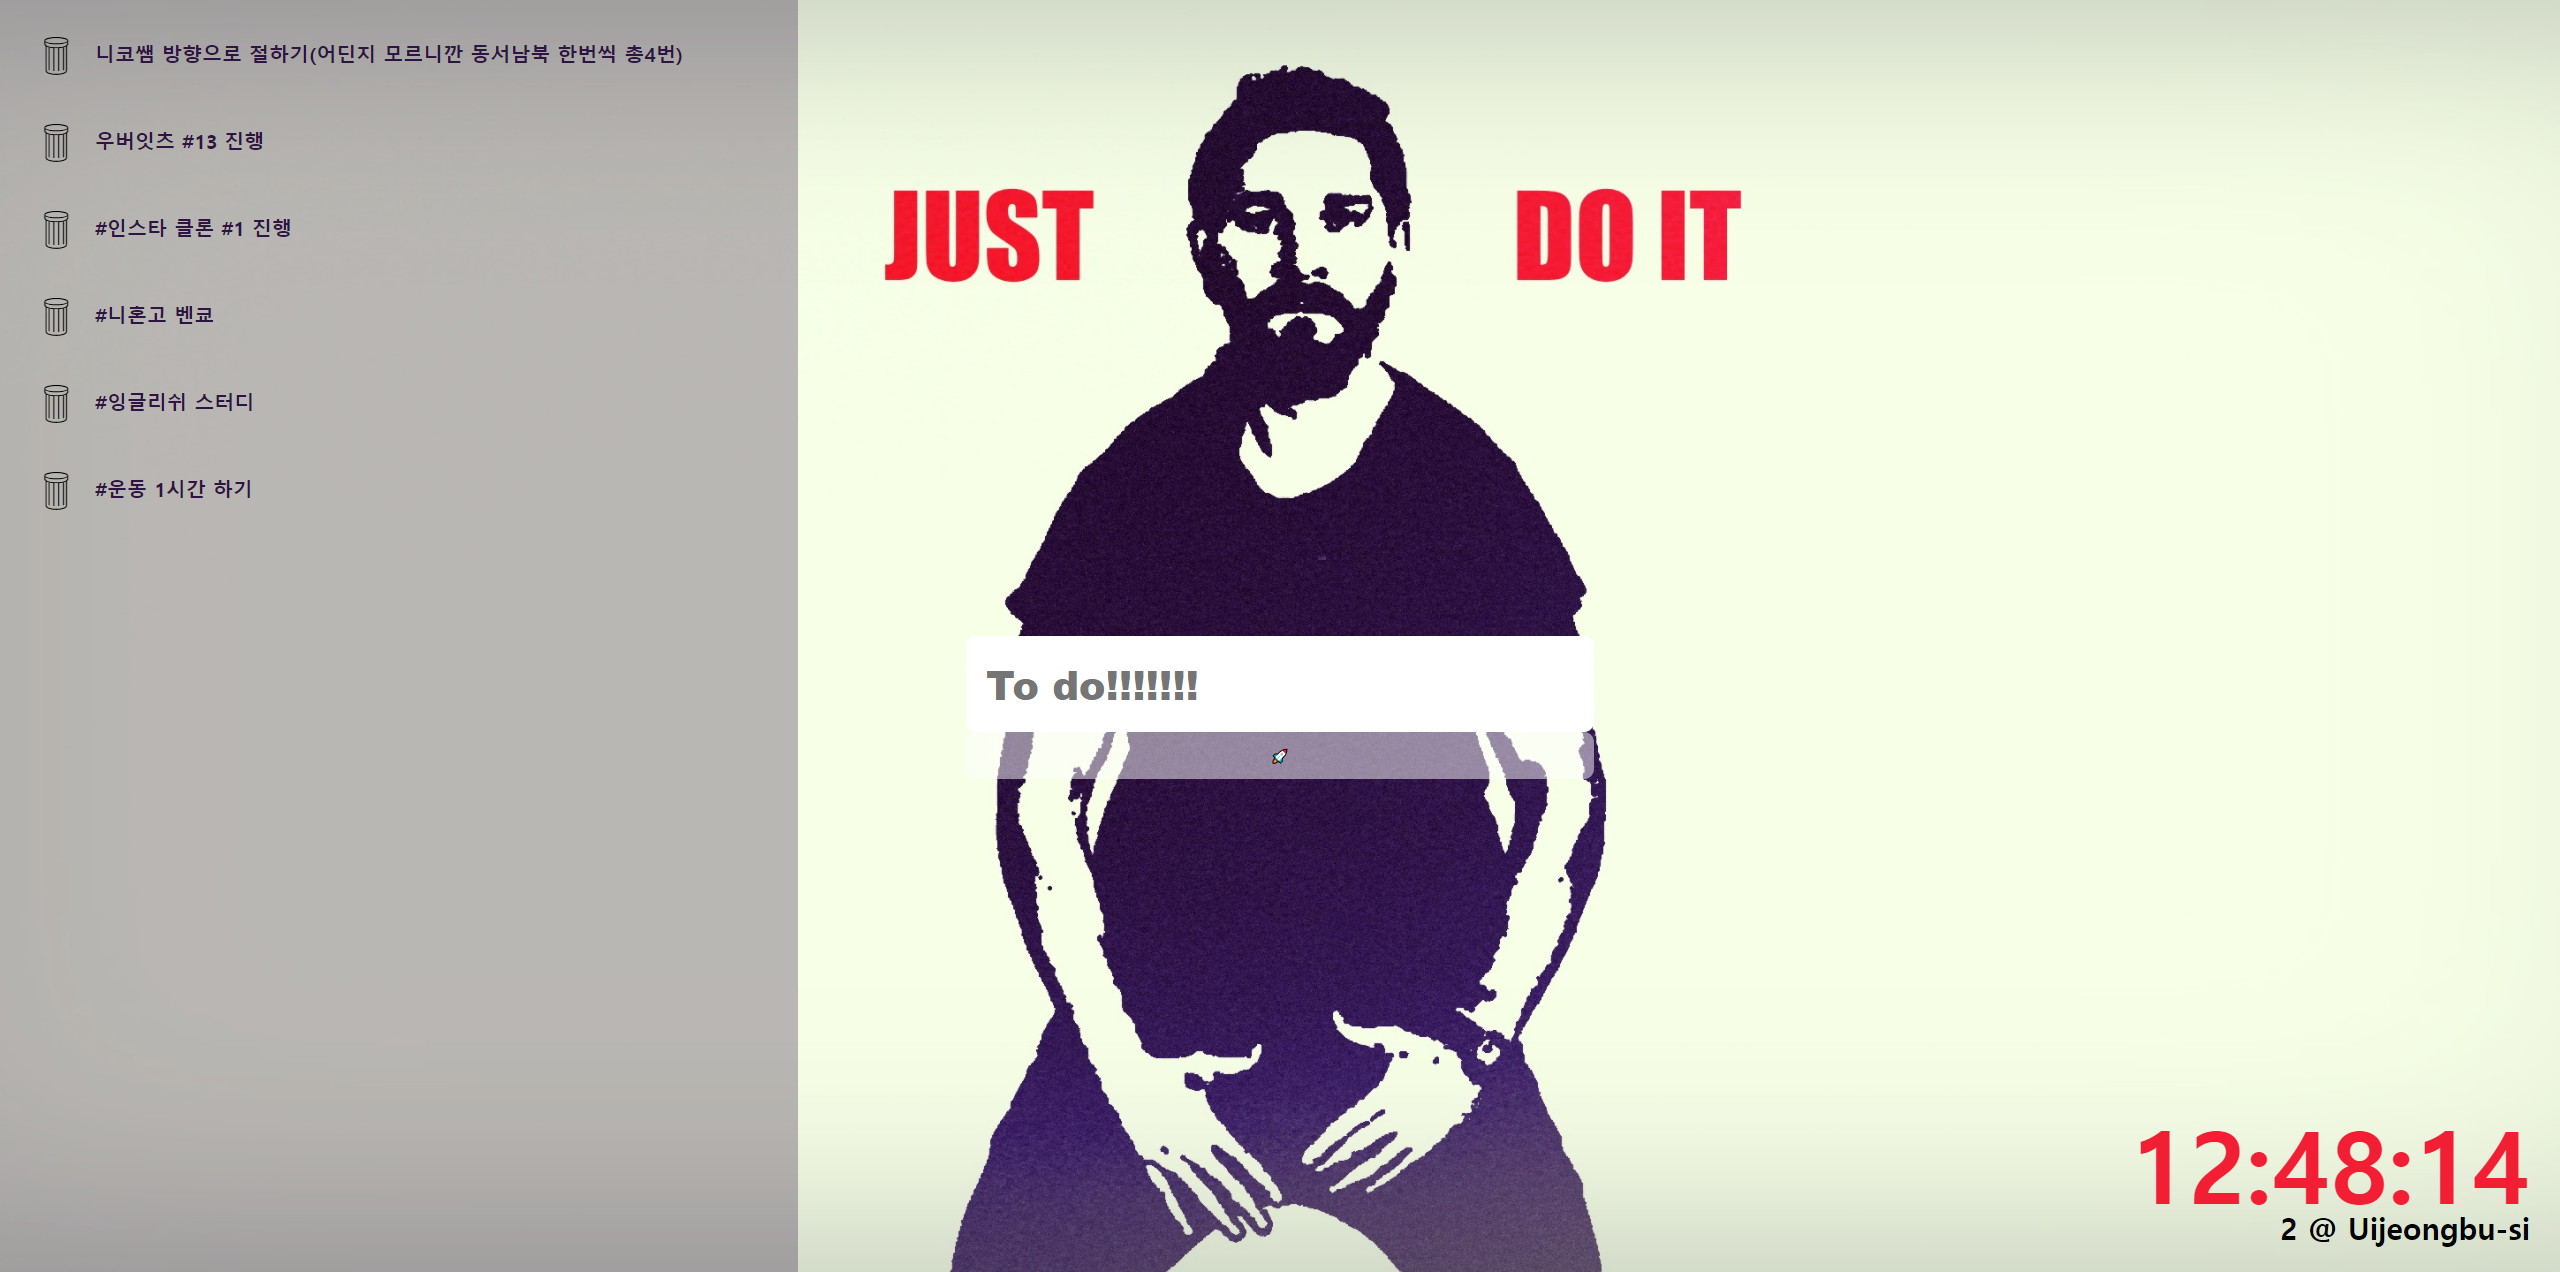 니코쌤 방향으로 절하기(어딘지 모르니깐 동서남북 한번씩 총4번)
우버잇츠 #13 진행
#인스타 클론 #1 진행
#니혼고 벤쿄
#잉글리쉬 스터디
#운동 1시간 하기
JUST DO IT
To do!!!!!!!
12:48:14
2 @ Uijeongbu-si